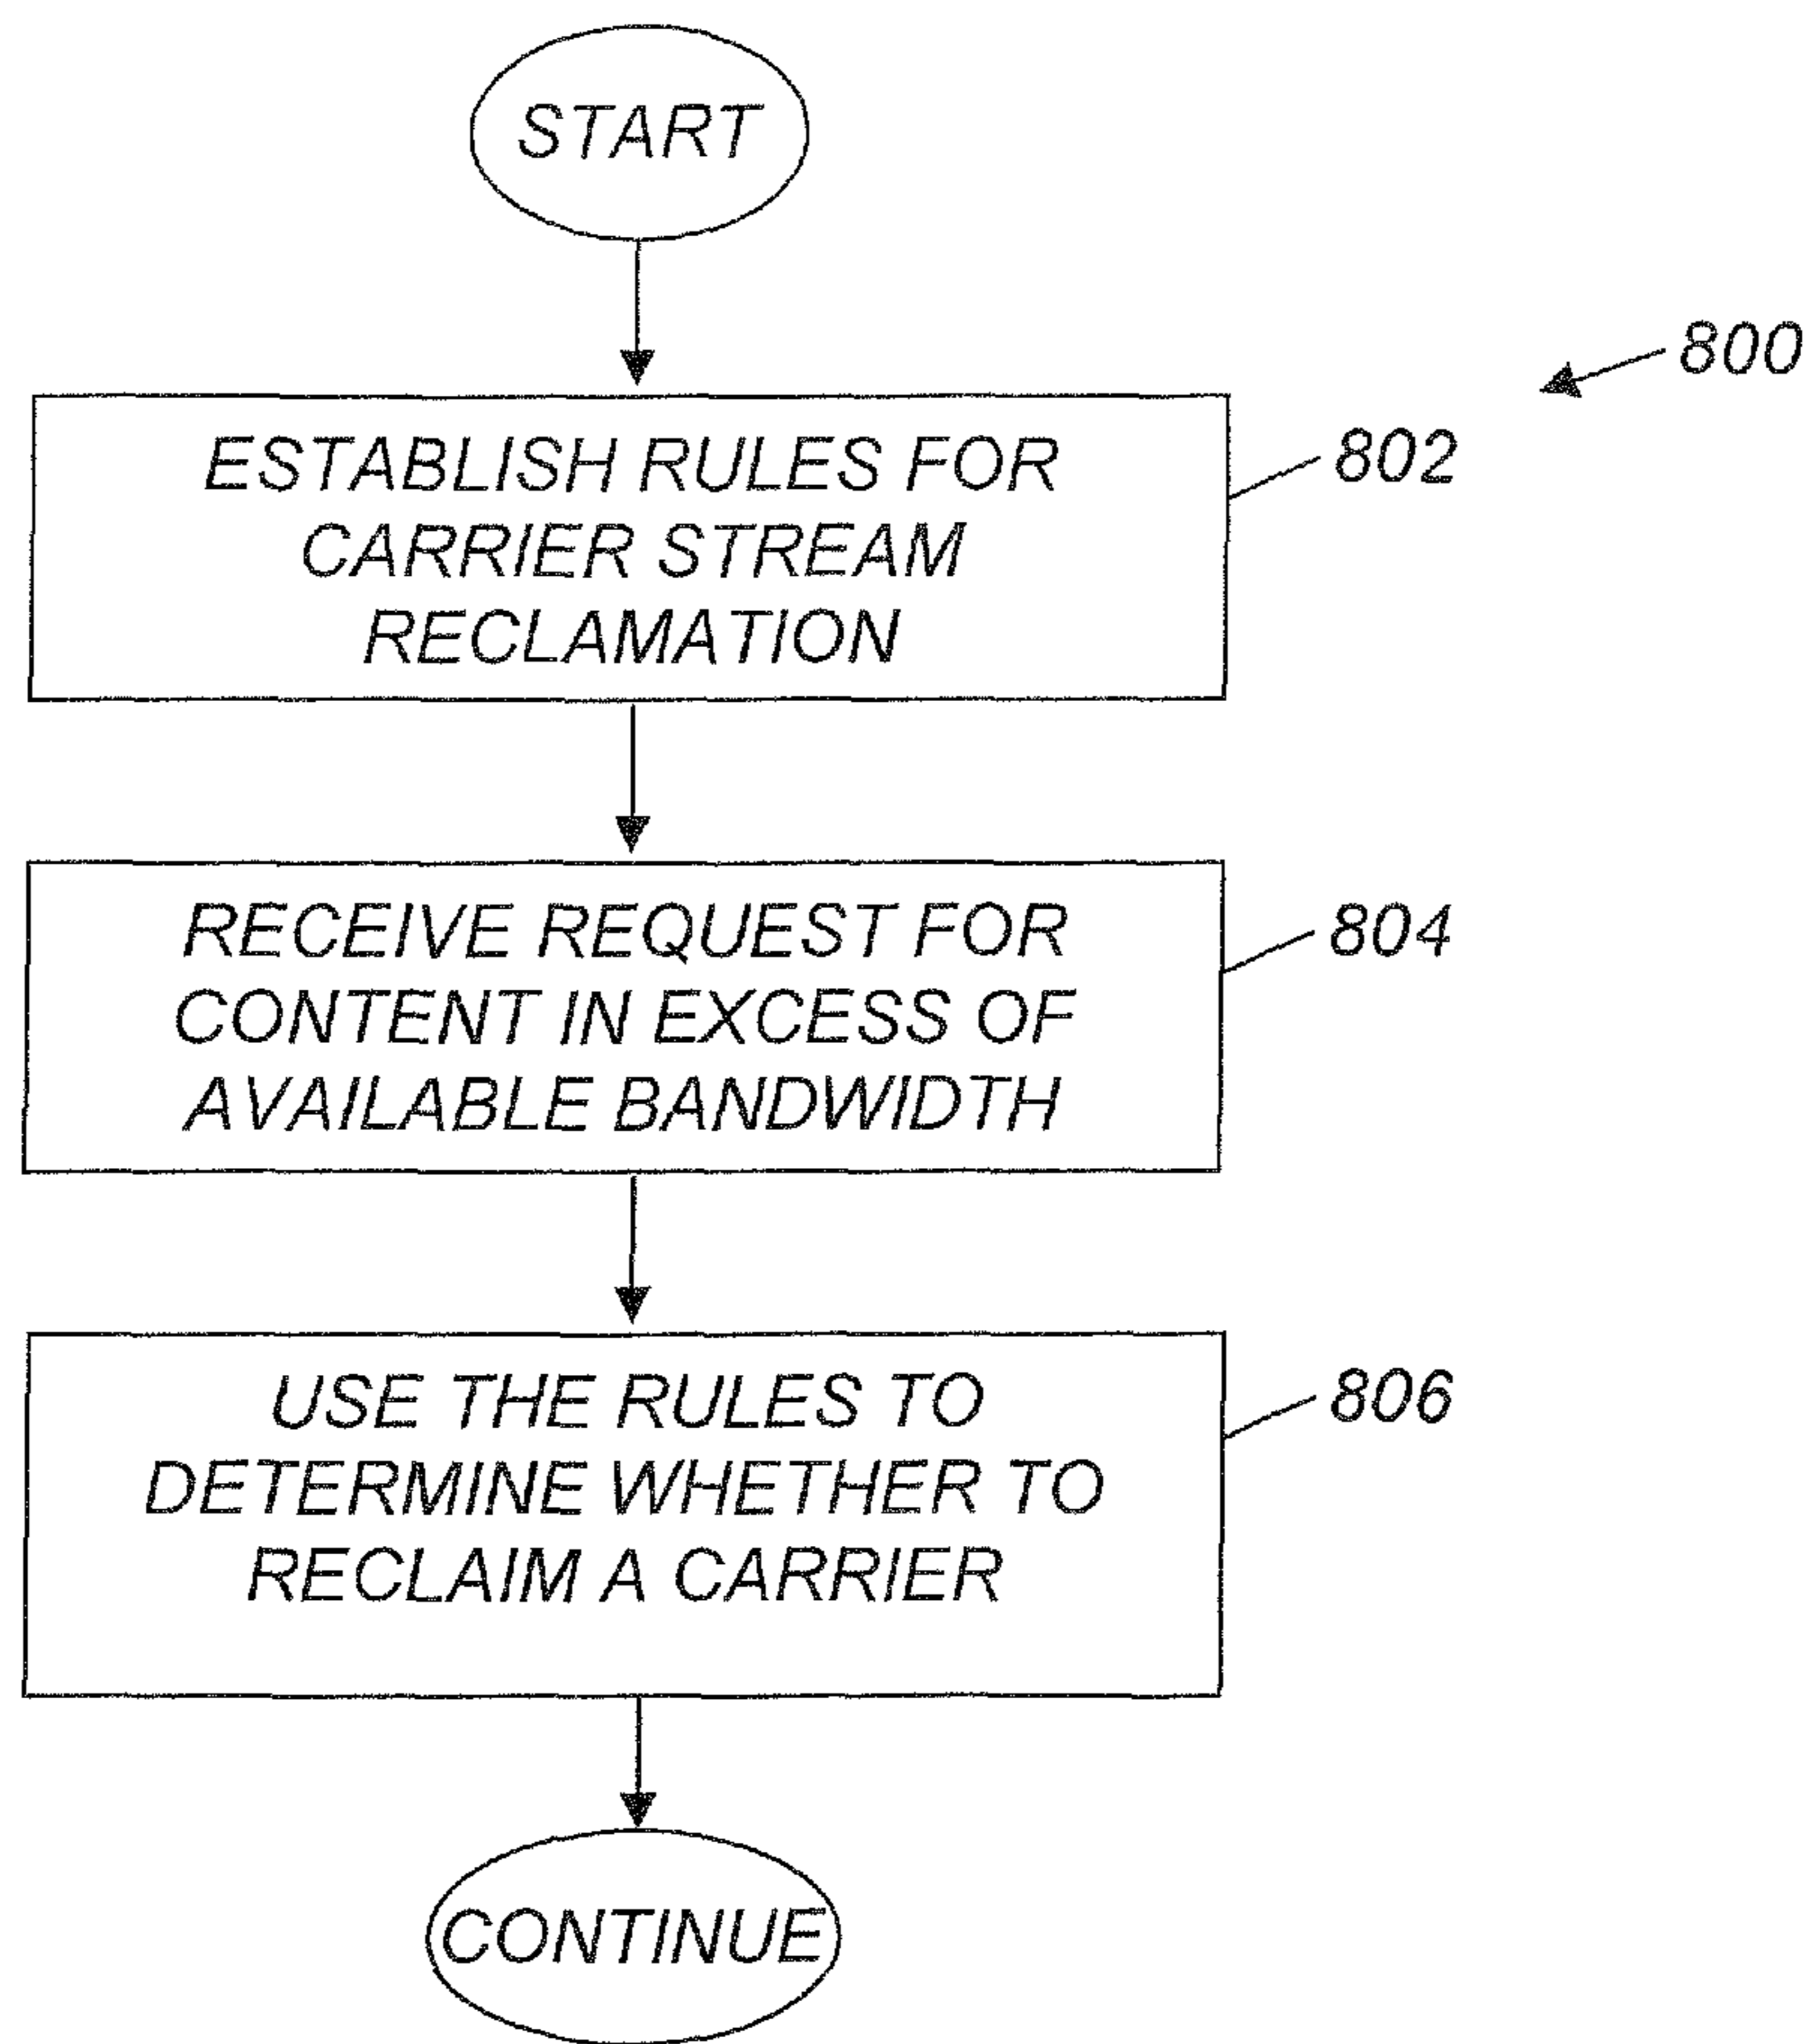 START
800
ESTABLISH RULES FOR
CARRIER STREAM
RECLAMATION
802
RECEIVE REQUEST FOR
CONTENT IN EXCESS OF
AVAILABLE BANDWIDTH
804
USE THE RULES TO
DETERMINE WHETHER TO
RECLAIM A CARRIER
806
CONTINUE